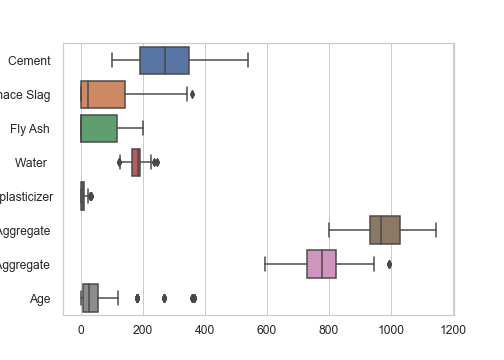 Cement
nace Slag
Fly Ash
Water
plasticizer
Aggregate
Aggregate
Age
0 200 400 600 800 1000 1200